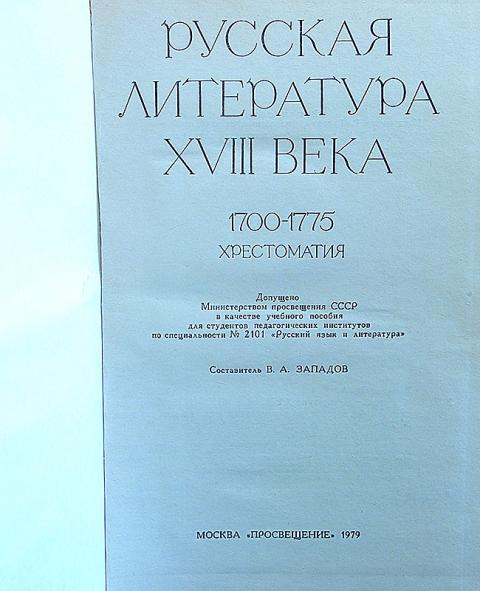 РУССКАЯ
ЛИТЕРАТУРА
XVIII ВЕКА
1700-1775
ХРЕСТОМАТИЯ
Допущено
Министерством просвещения СССР
в качестве учебного пособия
для студентов педагогических институтов
по специальности № 2101 «Русский язык и литература»
Составитель В. А. ЗАПАДОВ
МОСКВА «ПРОСВЕЩЕНИЕ» 1979